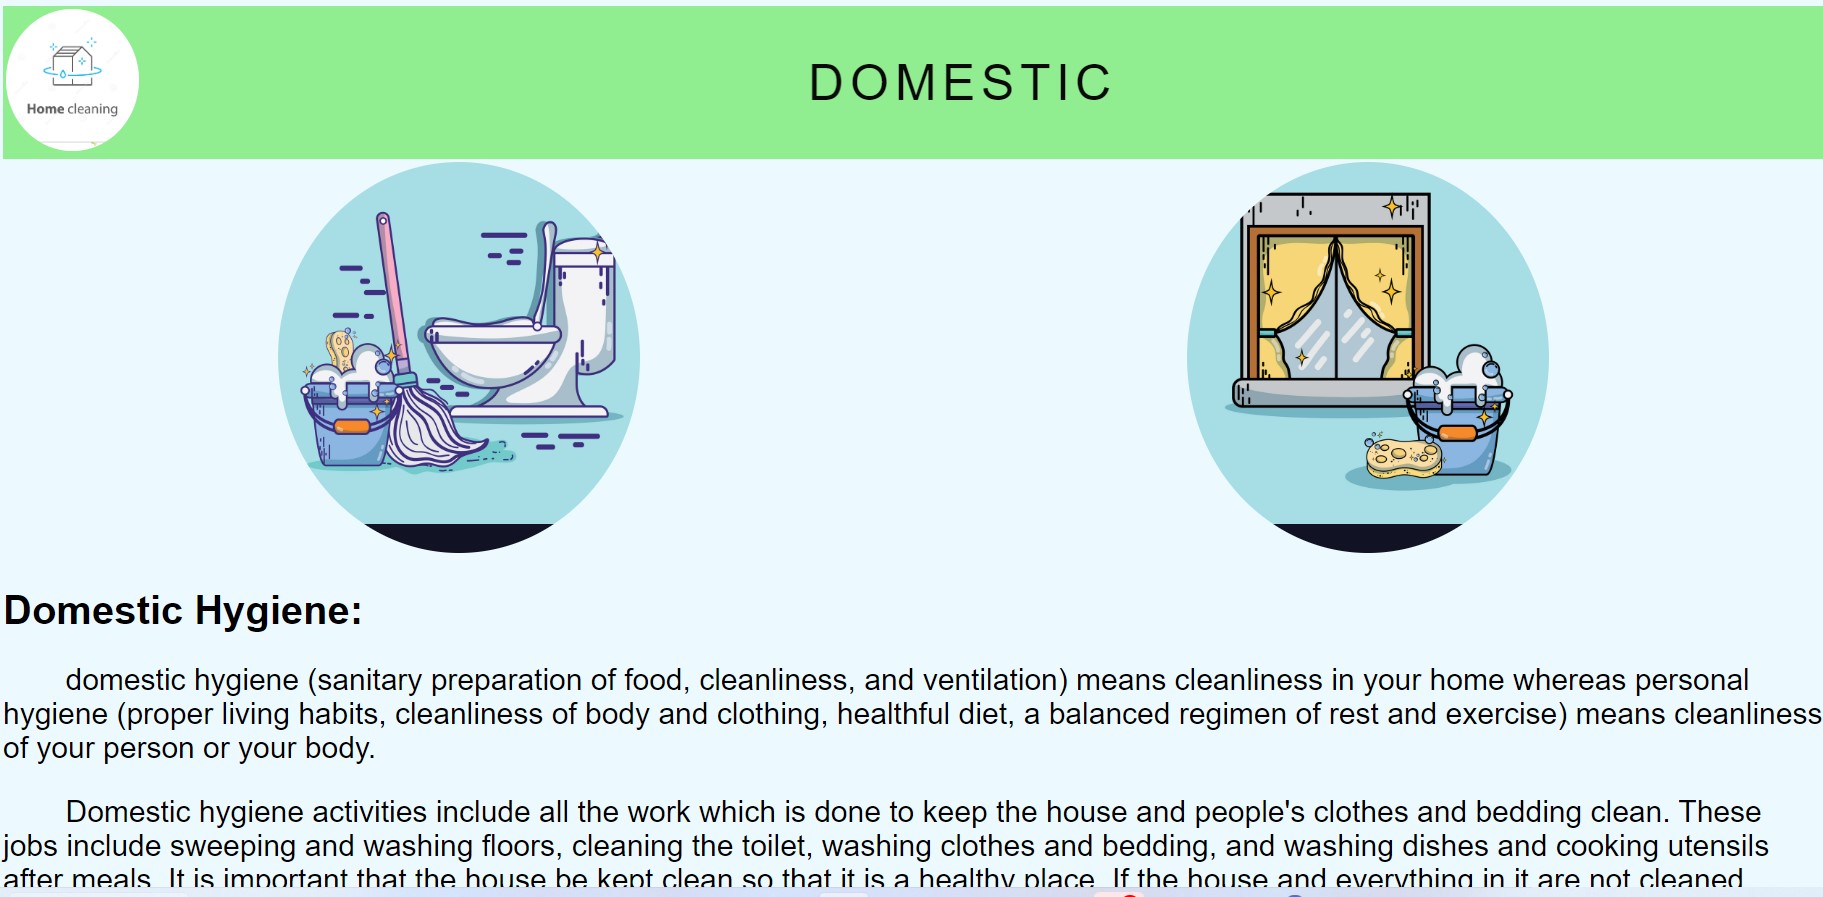 Home cleaning
DOMESTIC
Domestic Hygiene:
domestic hygiene (sanitary preparation of food, cleanliness, and ventilation) means cleanliness in your home whereas personal
hygiene (proper living habits, cleanliness of body and clothing, healthful diet, a balanced regimen of rest and exercise) means cleanliness
of your person or your body.
Domestic hygiene activities include all the work which is done to keep the house and people's clothes and bedding clean. These
jobs include sweeping and washing floors, cleaning the toilet, washing clothes and bedding, and washing dishes and cooking utensils
after meals. It is important that the house be kept clean so that it is a healthy place. If the house and everything in it are not cleaned